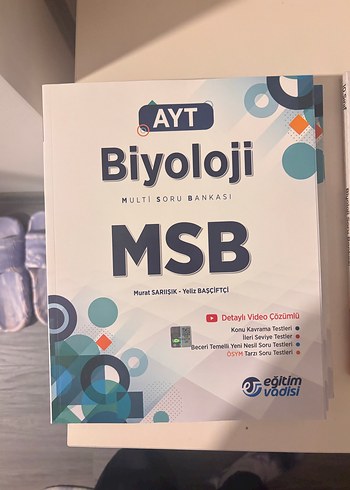 AYT
Biyoloji
MULTİ SORU BANKASI
MSB
Murat SARIIŞIK - Yeliz BAŞÇİFTÇİ
Detaylı Video Çözümlü
Konu Kavrama Testleri
İleri Seviye Testler
Beceri Temelli Yeni Nesil Soru Testleri
ÖSYM Tarzı Soru Testleri
eğitim
vadisi